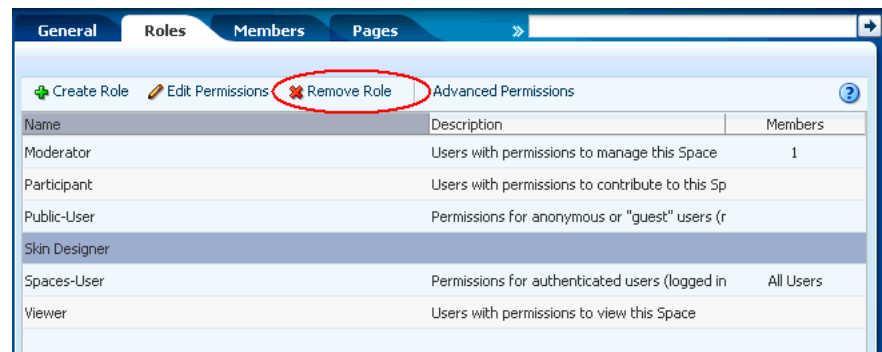 General Roles Members Pages »
Create Role Edit Permissions Remove Role Advanced Permissions ?
Name Description Members
Moderator Users with permissions to manage this Space 1
Participant Users with permissions to contribute to this Sp
Public-User Permissions for anonymous or "guest" users (r
Skin Designer
Spaces-User Permissions for authenticated users (logged in All Users
Viewer Users with permissions to view this Space